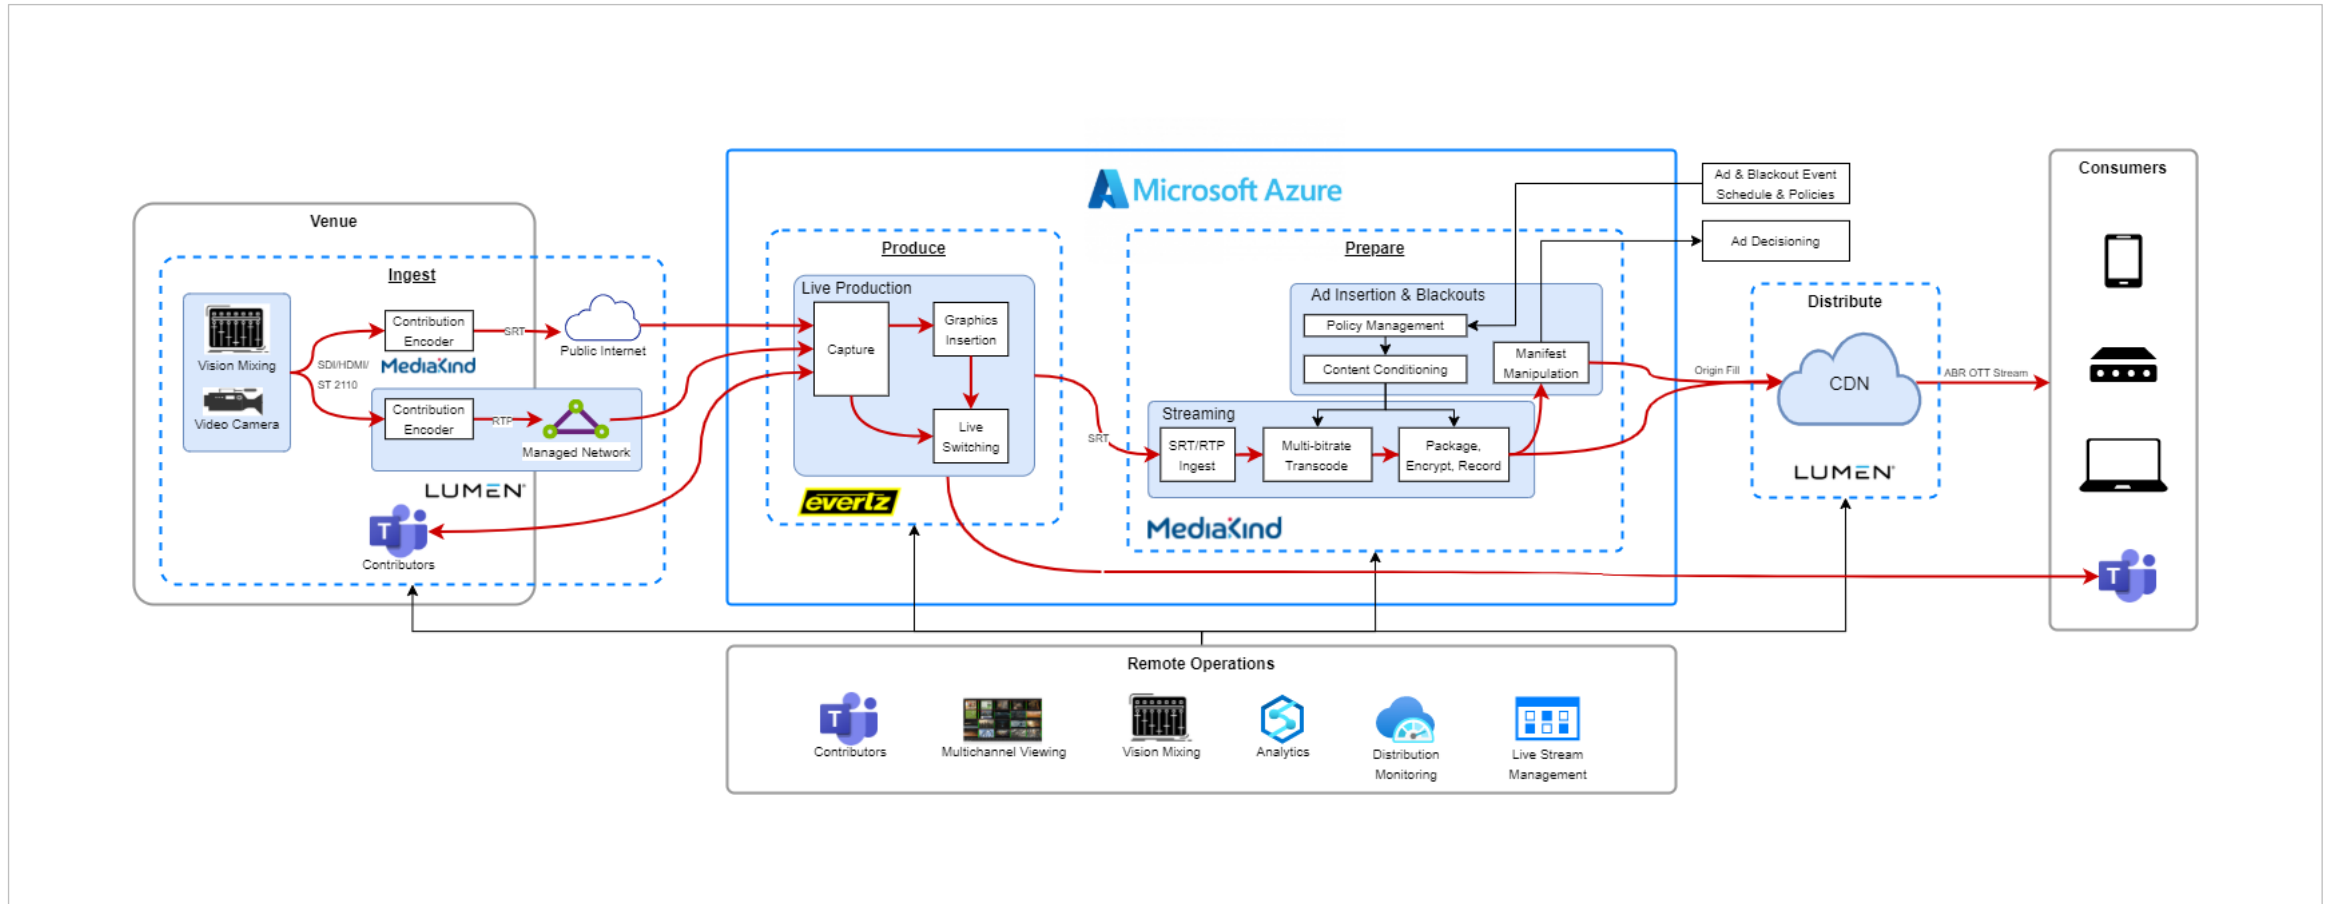 Venue
Ingest
Vision Mixing
Video Camera
SDI/HDMI/
ST 2110
Contribution
Encoder
MediaKind
SRT
Public Internet
Contribution
Encoder
RTP
Managed Network
LUMEN®
T
Contributors
Microsoft Azure
Produce
Live Production
Capture
Graphics
Insertion
Live
Switching
evertz
SRT
Prepare
Ad Insertion & Blackouts
Policy Management
Content Conditioning
Manifest
Manipulation
Streaming
SRT/RTP
Ingest
Multi-bitrate
Transcode
Package,
Encrypt, Record
MediaKind
Ad & Blackout Event
Schedule & Policies
Ad Decisioning
Origin Fill
Distribute
CDN
LUMEN®
ABR OTT Stream
Consumers
T
Remote Operations
T
Contributors
Multichannel Viewing
Vision Mixing
Analytics
Distribution
Monitoring
Live Stream
Management